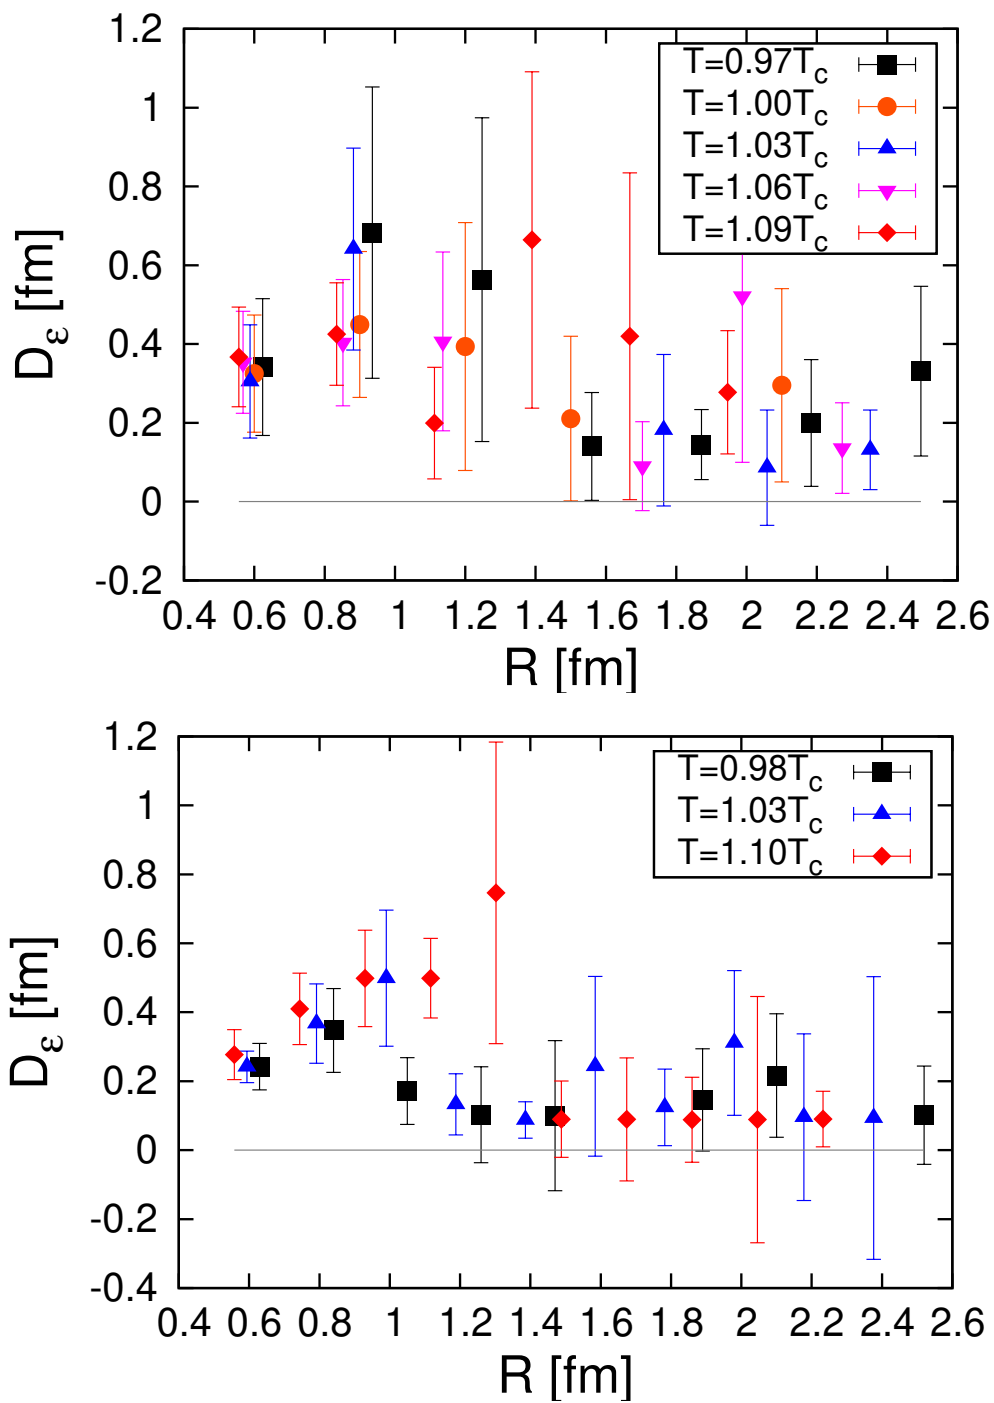 1.2
1
0.8
0.6
0.4
0.2
0
-0.2
D_ε [fm]
T=0.97T_c
T=1.00T_c
T=1.03T_c
T=1.06T_c
T=1.09T_c
0.4 0.6 0.8 1 1.2 1.4 1.6 1.8 2 2.2 2.4 2.6
R [fm]
1.2
1
0.8
0.6
0.4
0.2
0
-0.2
-0.4
D_ε [fm]
T=0.98T_c
T=1.03T_c
T=1.10T_c
0.4 0.6 0.8 1 1.2 1.4 1.6 1.8 2 2.2 2.4 2.6
R [fm]